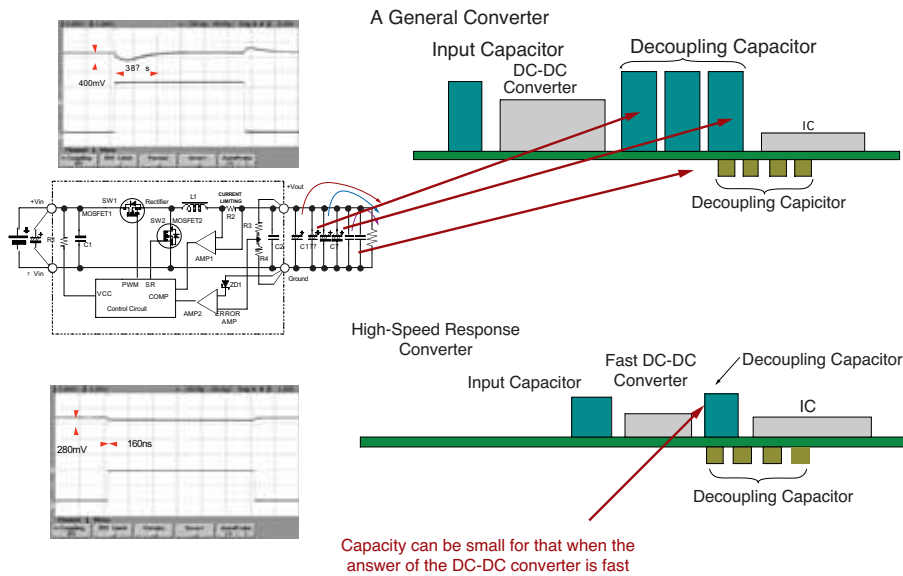 A General Converter
Input Capacitor
DC-DC
Converter
Decoupling Capacitor
IC
Decoupling Capicitor
400mV
38? s
+Vin
SW1
Rectifier
MOSFET1
L1
CURRENT
LIMITING
R2
+Vout
SW2
MOSFET2
R3
R1
C1
AMP1
R4
C2
C1??
C?
? Vin
Ground
PWM
SR
VCC
COMP
ZD1
Control Circuit
AMP2
ERROR
AMP
High-Speed Response
Converter
Input Capacitor
Fast DC-DC
Converter
Decoupling Capacitor
IC
Decoupling Capacitor
280mV
160ns
Capacity can be small for that when the
answer of the DC-DC converter is fast